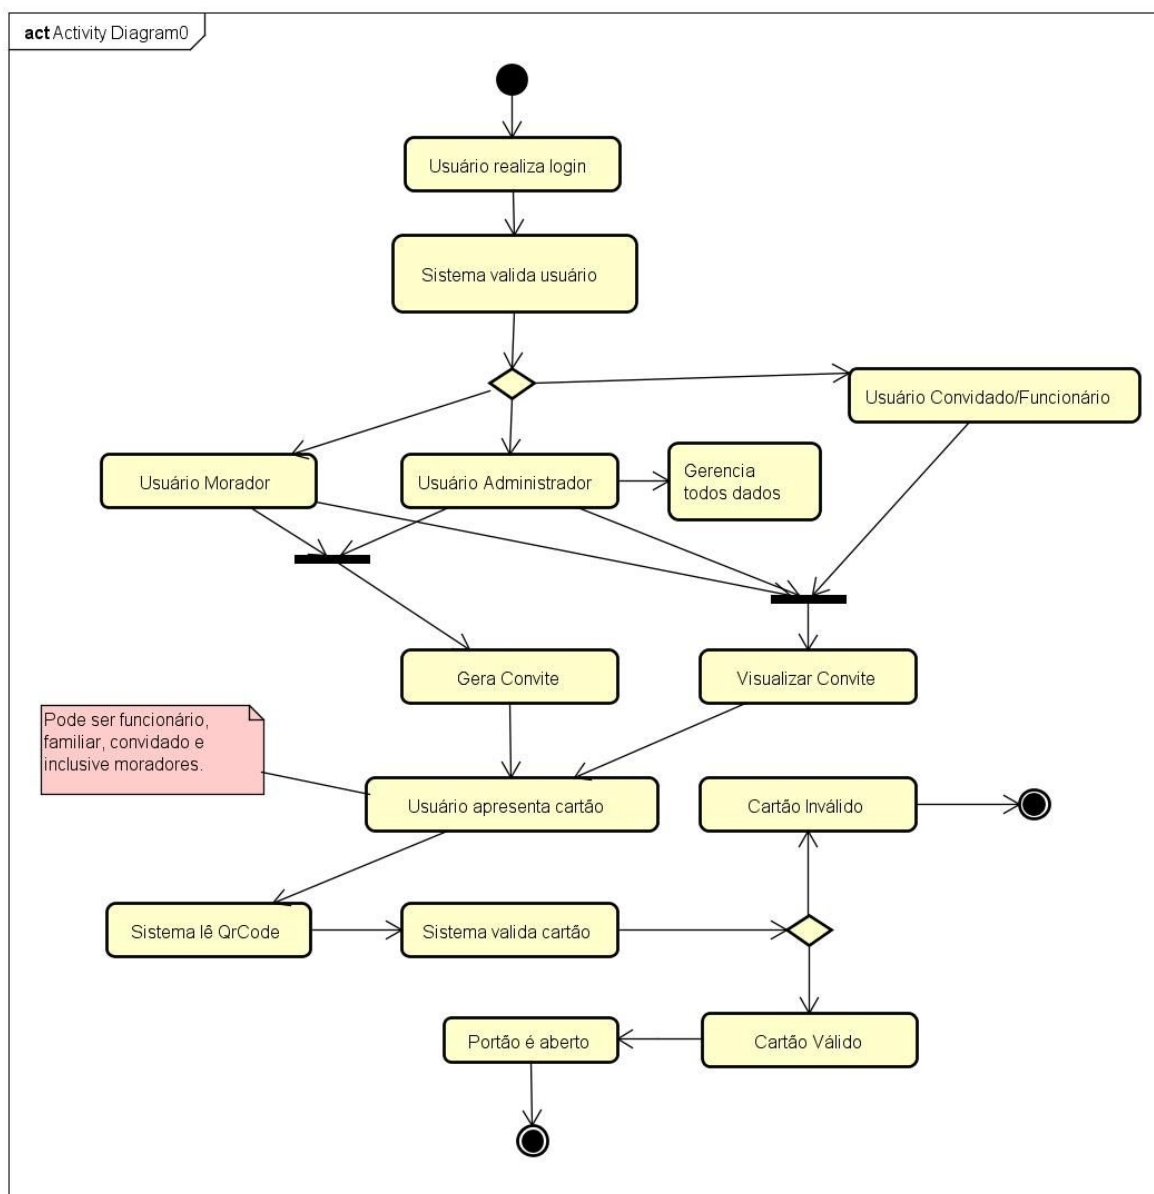 act Activity Diagram0
Usuário realiza login
Sistema valida usuário
Usuário Convidado/Funcionário
Usuário Morador
Usuário Administrador
Gerencia
todos dados
Gera Convite
Visualizar Convite
Pode ser funcionário,
familiar, convidado e
inclusive moradores.
Usuário apresenta cartão
Cartão Inválido
Sistema lê QrCode
Sistema valida cartão
Portão é aberto
Cartão Válido